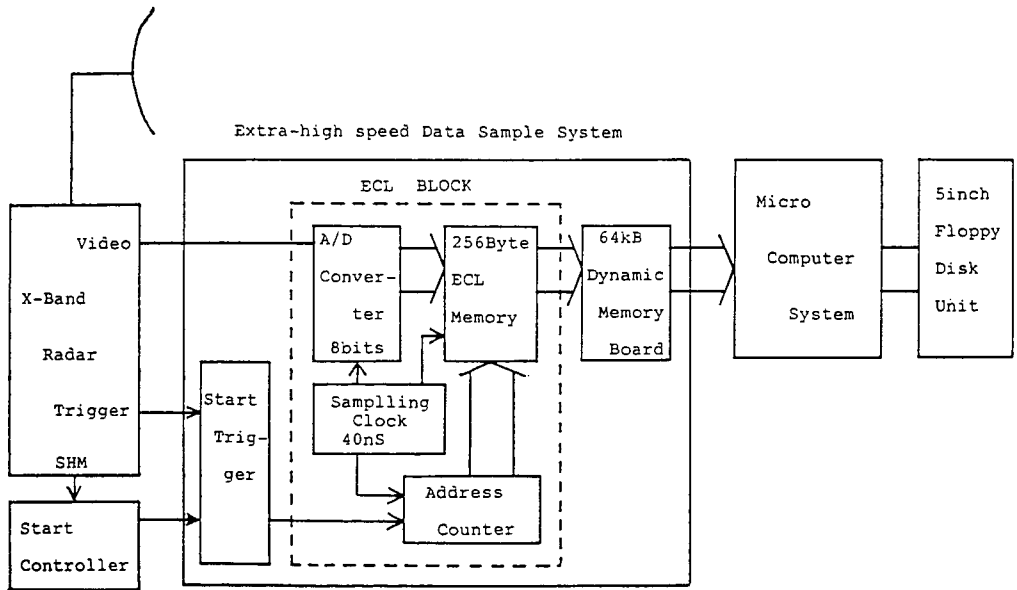 Extra-high speed Data Sample System
ECL BLOCK
Video
X-Band
Radar
Trigger
SHM
Start
Controller
Start
Trig-
ger
A/D
Conver-
ter
8bits
256Byte
ECL
Memory
Samplling
Clock
40nS
Address
Counter
64kB
Dynamic
Memory
Board
Micro
Computer
System
5inch
Floppy
Disk
Unit